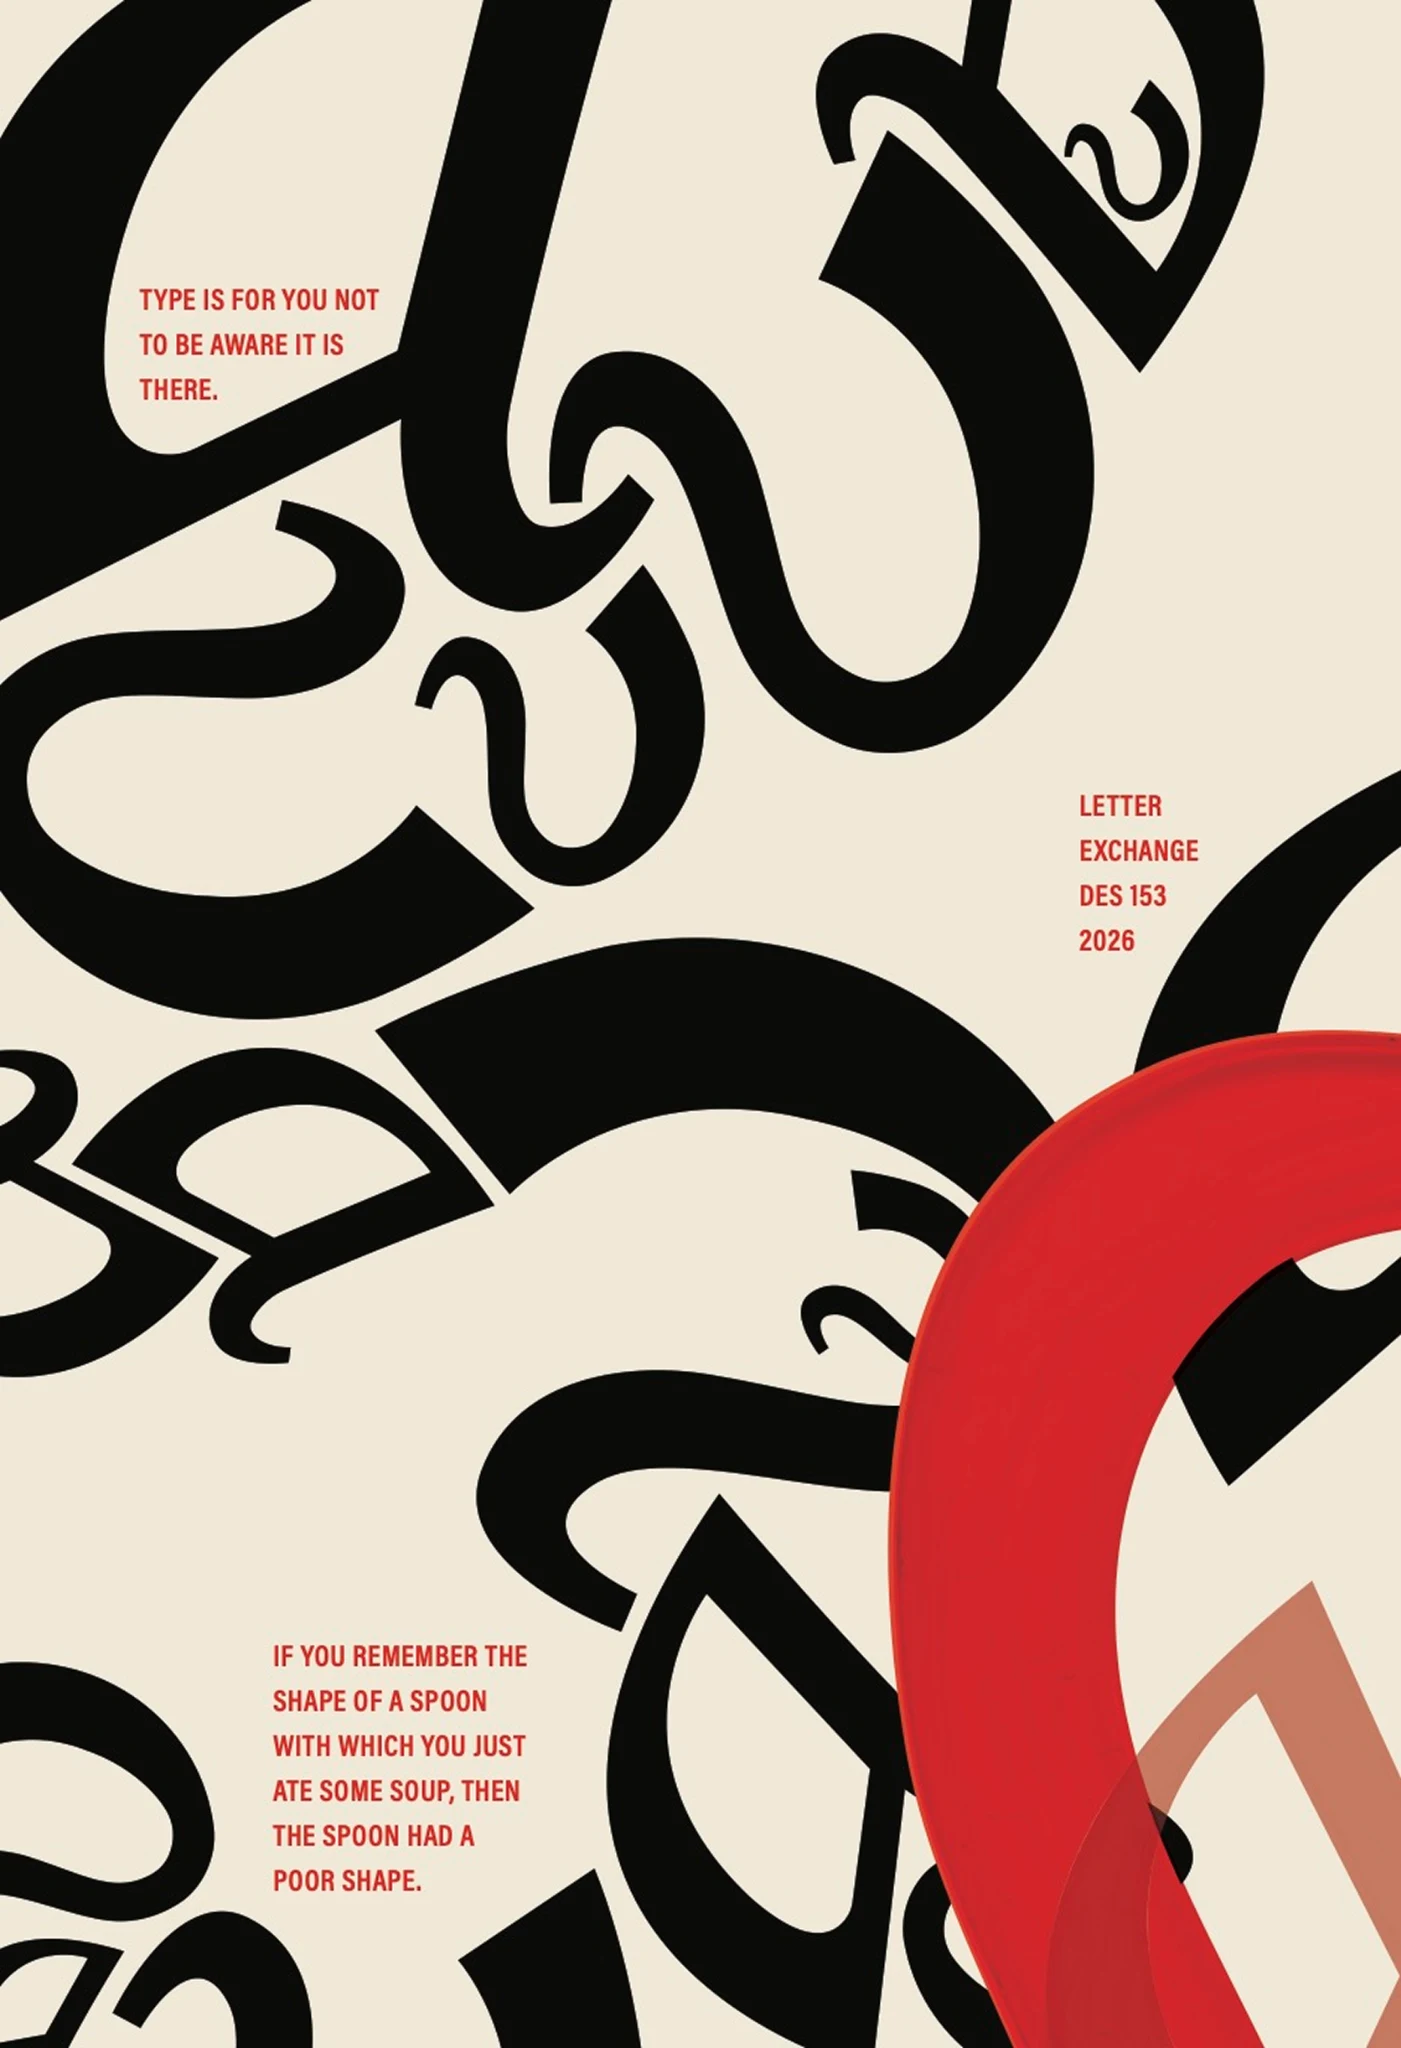 TYPE IS FOR YOU NOT
TO BE AWARE IT IS
THERE.
LETTER
EXCHANGE
DES 153
2026
IF YOU REMEMBER THE
SHAPE OF A SPOON
WITH WHICH YOU JUST
ATE SOME SOUP, THEN
THE SPOON HAD A
POOR SHAPE.